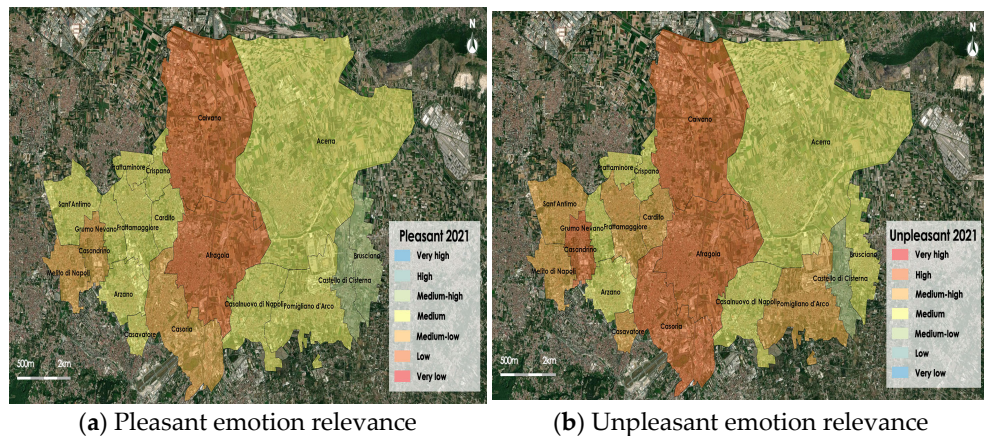 N
Caivano
Acerra
Frattaminore
Crispano
Sant'Antimo
Cardito
Grumo Nevano
Frattamaggiore
Casandrino
Afragola
Melito di Napoli
Brusciano
Castello di Cisterna
Arzano
Casalnuovo di Napoli
Pomigliano d'Arco
Casavatore
Casoria
Pleasant 2021
Very high
High
Medium-high
Medium
Medium-low
Low
Very low
500m 2km
(a) Pleasant emotion relevance
N
Caivano
Acerra
Frattaminore
Crispano
Sant'Antimo
Cardito
Grumo Nevano
Frattamaggiore
Casandrino
Afragola
Brusciano
Melito di Napoli
Castello di Cisterna
Arzano
Casalnuovo di Napoli
Pomigliano d'Arco
Casavatore
Casoria
Unpleasant 2021
Very high
High
Medium-high
Medium
Medium-low
Low
Very low
500m 2km
(b) Unpleasant emotion relevance